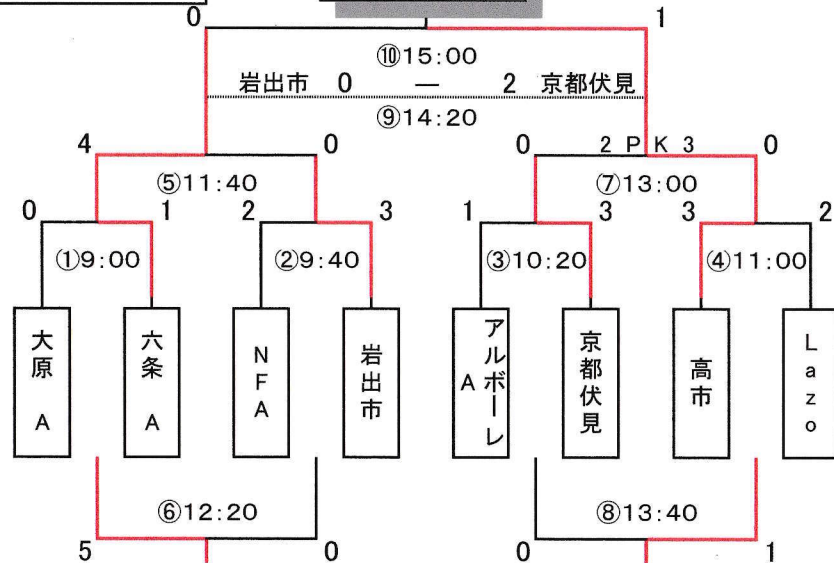 0 1
⑩15:00
岩出市 0 — 2 京都伏見
⑨14:20
4 0 0 2 PK 3 0
⑤11:40 ⑦13:00
0 1 2 3 1 3 3 2
①9:00 ②9:40 ③10:20 ④11:00
大原 A
六条 A
NFA
岩出市
アルボーレ A
京都伏見
高市
Lazo
⑥12:20 ⑧13:40
5 0 0 1